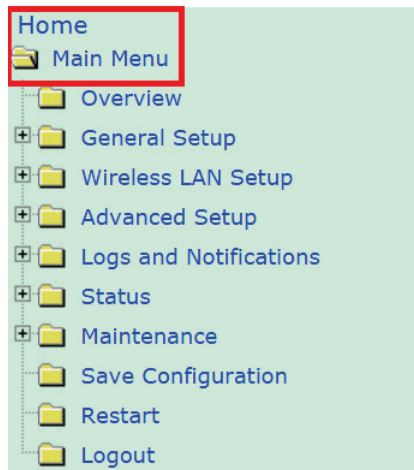 Home
Main Menu
Overview
General Setup
Wireless LAN Setup
Advanced Setup
Logs and Notifications
Status
Maintenance
Save Configuration
Restart
Logout